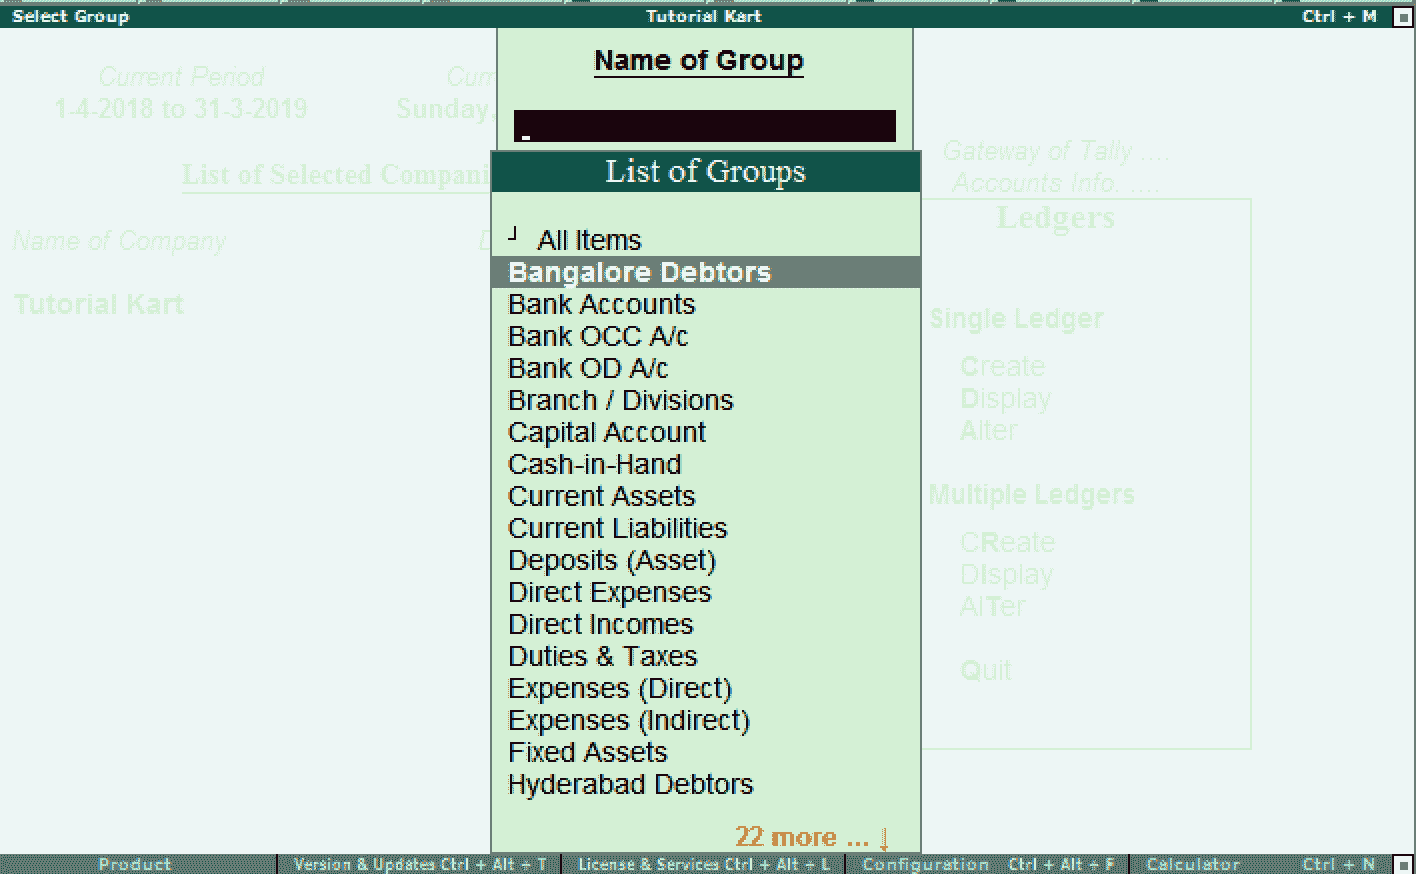 Select Group Tutorial Kart Ctrl + M
Name of Group
Current Period
Curr
1-4-2018 to 31-3-2019
Sunday,
List of Selected Compani
Name of Company
Tutorial Kart
List of Groups
┘ All Items
Bangalore Debtors
Bank Accounts
Bank OCC A/c
Bank OD A/c
Branch / Divisions
Capital Account
Cash-in-Hand
Current Assets
Current Liabilities
Deposits (Asset)
Direct Expenses
Direct Incomes
Duties & Taxes
Expenses (Direct)
Expenses (Indirect)
Fixed Assets
Hyderabad Debtors
22 more ... ↓
Gateway of Tally ....
Accounts Info. ....
Ledgers
Single Ledger
Create
Display
Alter
Multiple Ledgers
CReate
DIsplay
AlTer
Quit
Product Version & Updates Ctrl + Alt + T License & Services Ctrl + Alt + L Configuration Ctrl + Alt + F Calculator Ctrl + N